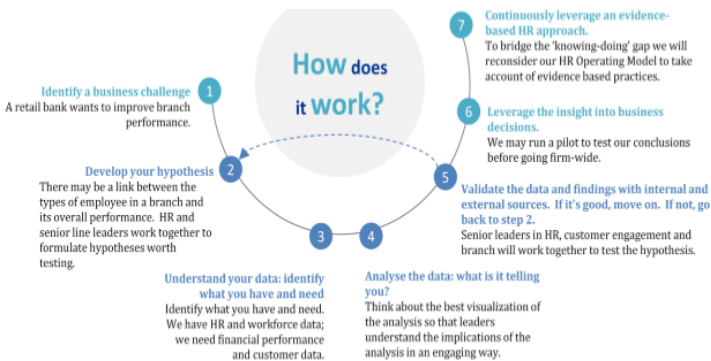 How does
it work?
1
Identify a business challenge
A retail bank wants to improve branch
performance.
2
Develop your hypothesis
There may be a link between the
types of employee in a branch and
its overall performance. HR and
senior line leaders work together to
formulate hypotheses worth
testing.
3
Understand your data: identify
what you have and need
Identify what you have and need.
We have HR and workforce data;
we need financial performance
and customer data.
4
Analyse the data: what is it telling
you?
Think about the best visualization of
the analysis so that leaders
understand the implications of the
analysis in an engaging way.
5
Validate the data and findings with internal and
external sources. If it's good, move on. If not, go
back to step 2.
Senior leaders in HR, customer engagement and
branch will work together to test the hypothesis.
6
Leverage the insight into business
decisions.
We may run a pilot to test our conclusions
before going firm-wide.
7
Continuously leverage an evidence-
based HR approach.
To bridge the 'knowing-doing' gap we will
reconsider our HR Operating Model to take
account of evidence based practices.